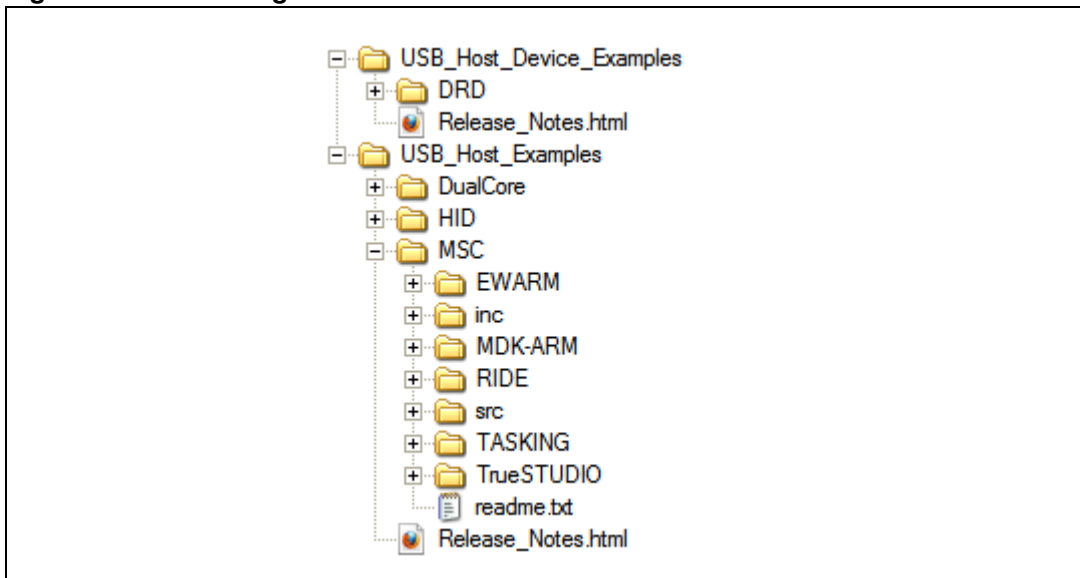 USB_Host_Device_Examples
DRD
Release_Notes.html
USB_Host_Examples
DualCore
HID
MSC
EWARM
inc
MDK-ARM
RIDE
src
TASKING
TrueSTUDIO
readme.txt
Release_Notes.html